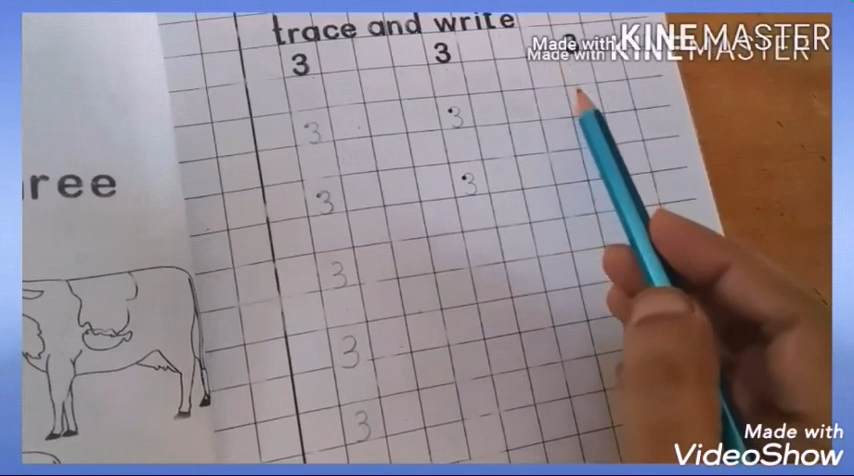 trace and write
3 3
3 3
3 3
3
3
3
ree
Made with KINEMASTER
Made with KINEMASTER
Made with
VideoShow